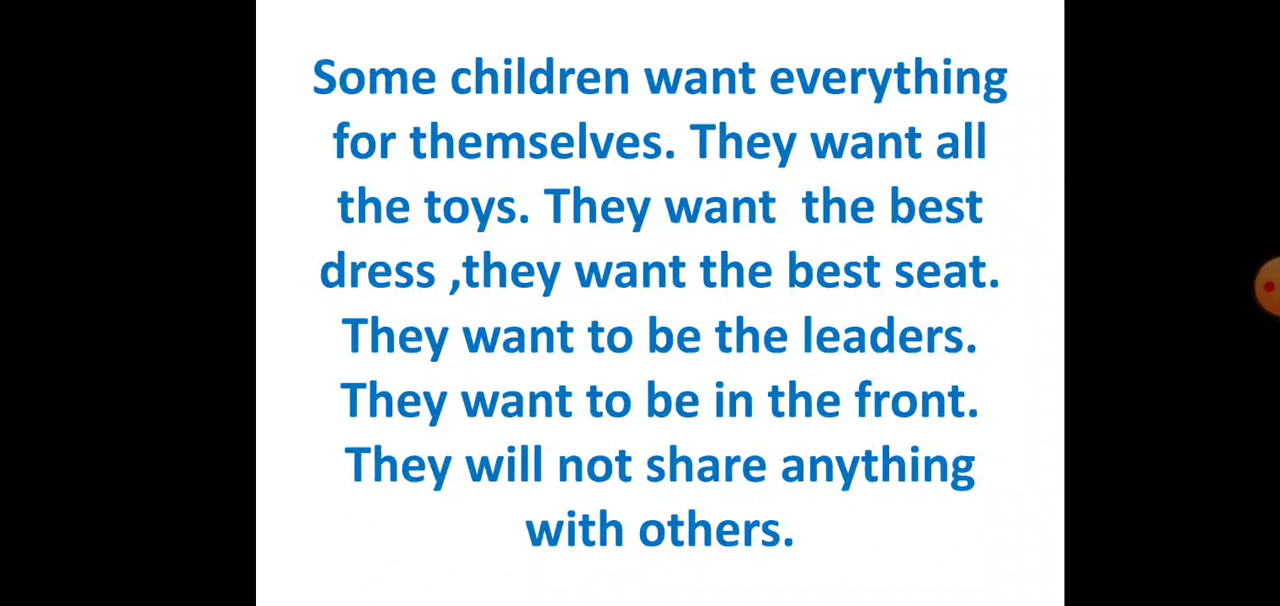 Some children want everything
for themselves. They want all
the toys. They want  the best
dress ,they want the best seat.
They want to be the leaders.
They want to be in the front.
They will not share anything
with others.